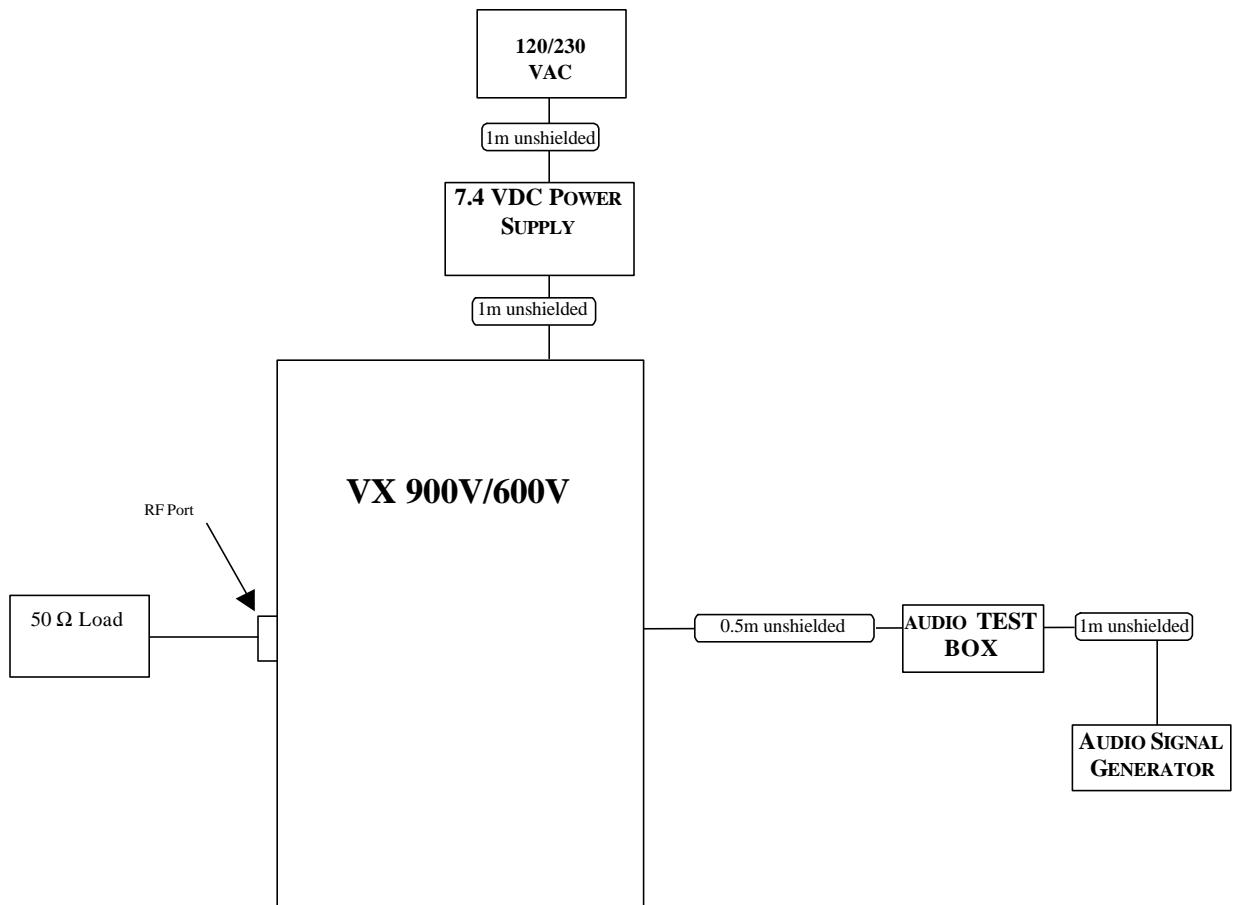 120/230
VAC
1m unshielded
7.4 VDC POWER
SUPPLY
1m unshielded
VX 900V/600V
RF Port
50 Ω Load
0.5m unshielded
AUDIO TEST
BOX
1m unshielded
AUDIO SIGNAL
GENERATOR